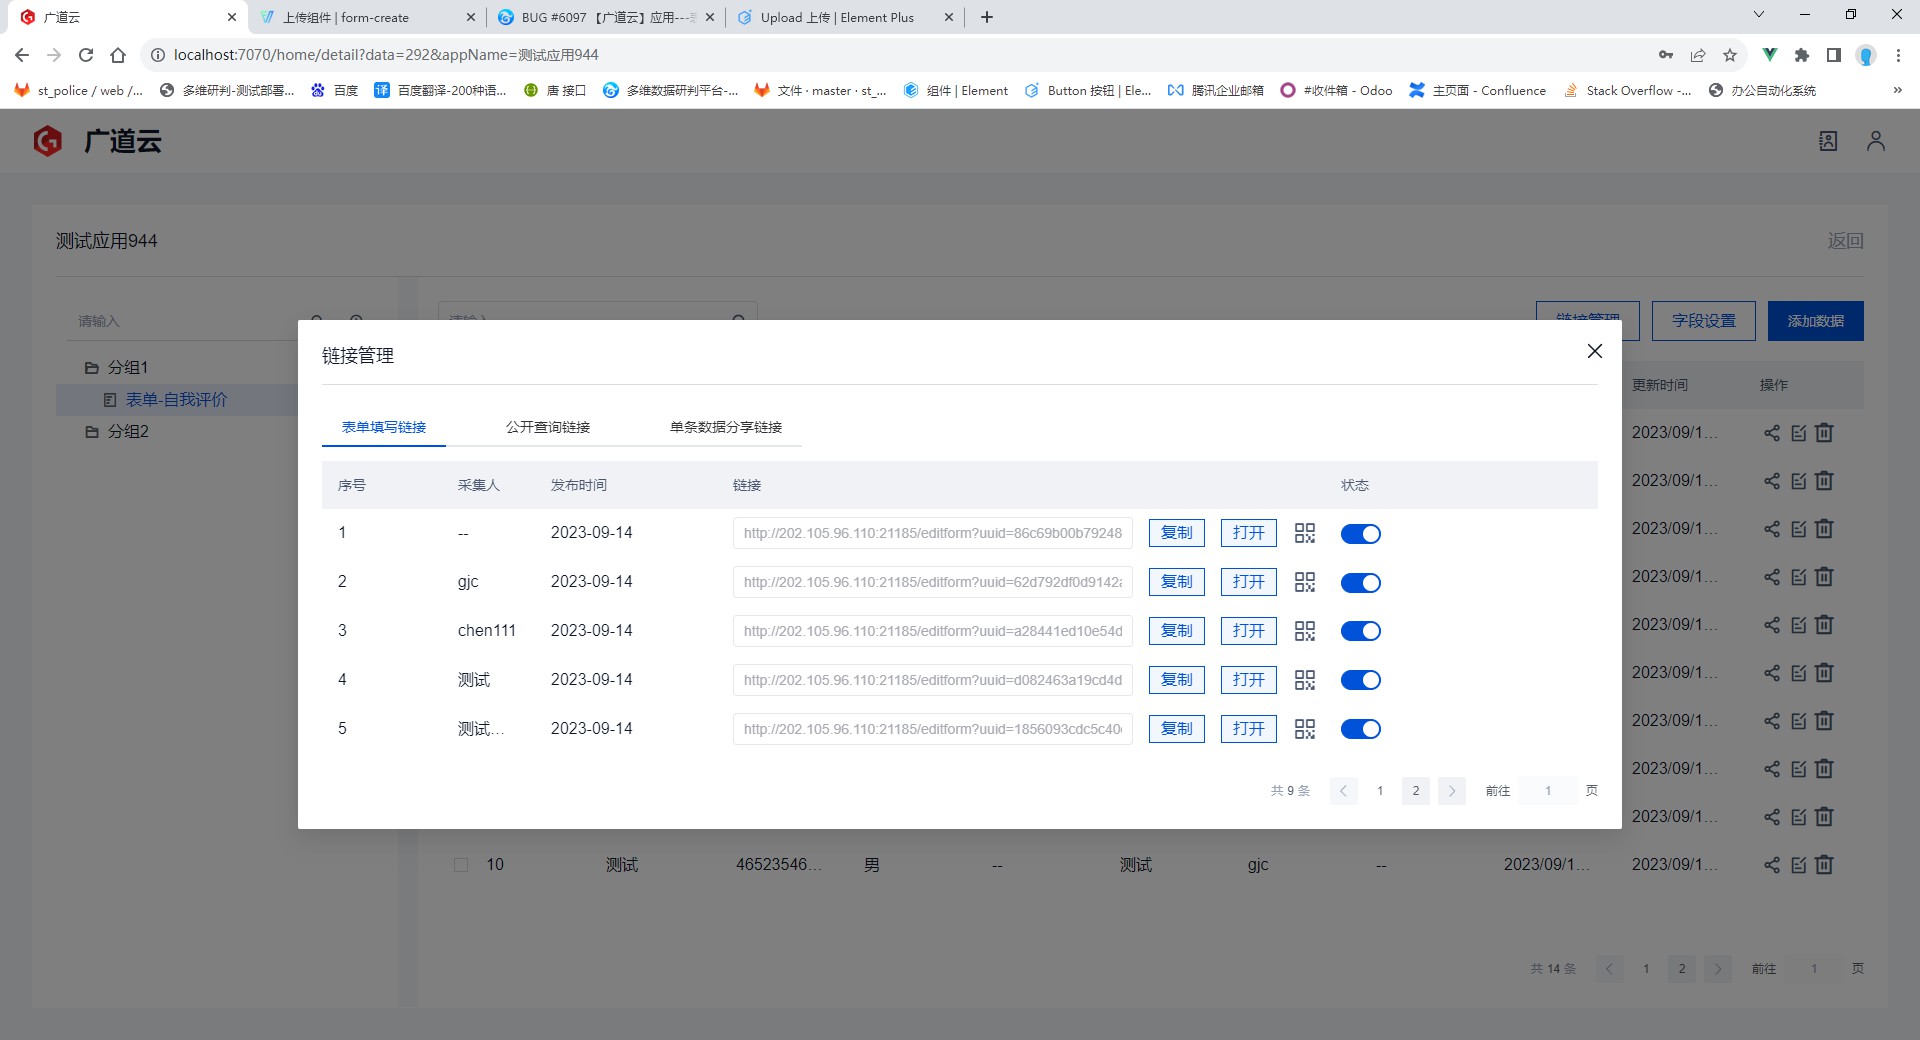 广道云
上传组件 | form-create
BUG #6097 【广道云】应用---
Upload 上传 | Element Plus
localhost:7070/home/detail?data=292&appName=测试应用944
st_police / web /...
多维研判-测试部署...
百度
译
百度翻译-200种语...
唐 接口
多维数据研判平台-...
文件 · master · st_...
组件 | Element
Button 按钮 | Ele...
腾讯企业邮箱
#收件箱 - Odoo
主页面 - Confluence
Stack Overflow -...
办公自动化系统
»
广道云
测试应用944
返回
请输入
请输入
链接管理
字段设置
添加数据
分组1
表单-自我评价
分组2
更新时间
操作
2023/09/1...
2023/09/1...
2023/09/1...
2023/09/1...
2023/09/1...
2023/09/1...
2023/09/1...
2023/09/1...
2023/09/1...
链接管理
表单填写链接
公开查询链接
单条数据分享链接
序号 采集人 发布时间 链接 状态
1 -- 2023-09-14 http://202.105.96.110:21185/editform?uuid=86c69b00b79248 复制 打开
2 gjc 2023-09-14 http://202.105.96.110:21185/editform?uuid=62d792df0d9142 复制 打开
3 chen111 2023-09-14 http://202.105.96.110:21185/editform?uuid=a28441ed10e54d 复制 打开
4 测试 2023-09-14 http://202.105.96.110:21185/editform?uuid=d082463a19cd4d 复制 打开
5 测试... 2023-09-14 http://202.105.96.110:21185/editform?uuid=1856093cdc5c40 复制 打开
共 9 条 1 2 前往 1 页
10 测试 46523546... 男 -- 测试 gjc -- 2023/09/1... 2023/09/1...
共 14 条 1 2 前往 1 页